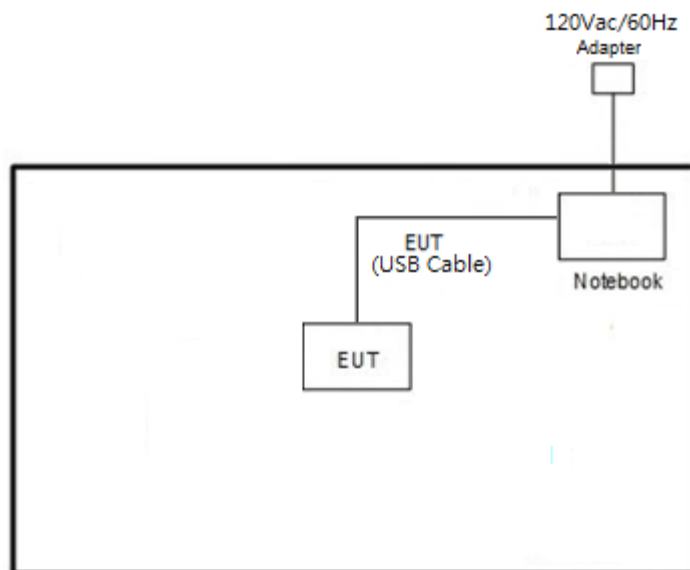 120Vac/60Hz
Adapter
EUT
(USB Cable)
Notebook
EUT